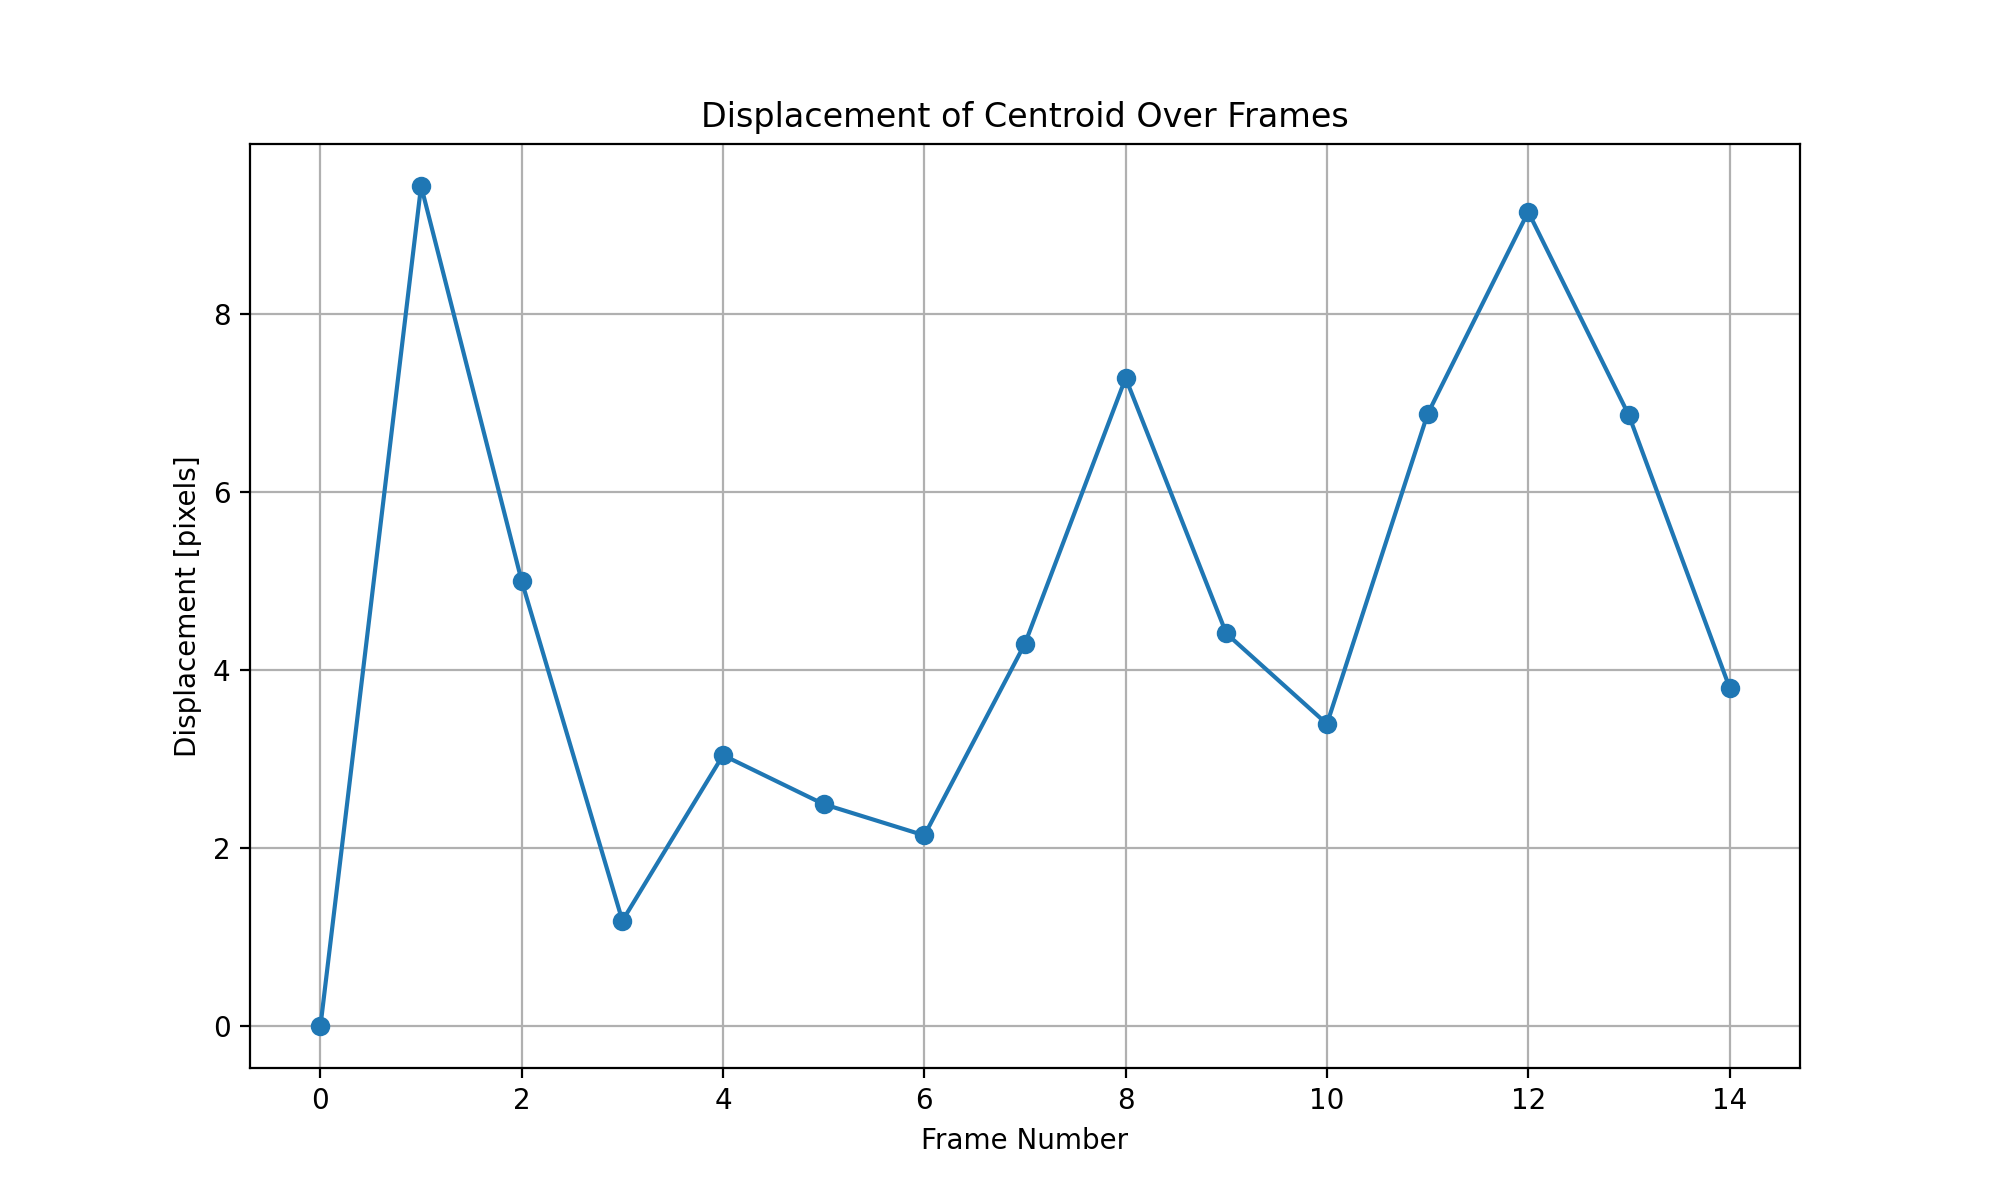 Displacement of Centroid Over Frames
8
6
4
2
0
Displacement [pixels]
0 2 4 6 8 10 12 14
Frame Number